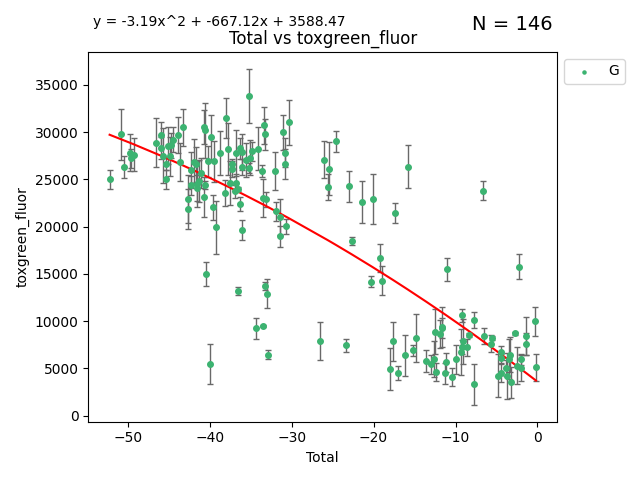 y = -3.19x^2 + -667.12x + 3588.47
N = 146
Total vs toxgreen_fluor
G
toxgreen_fluor
35000
30000
25000
20000
15000
10000
5000
0
−50
−40
−30
−20
−10
0
Total